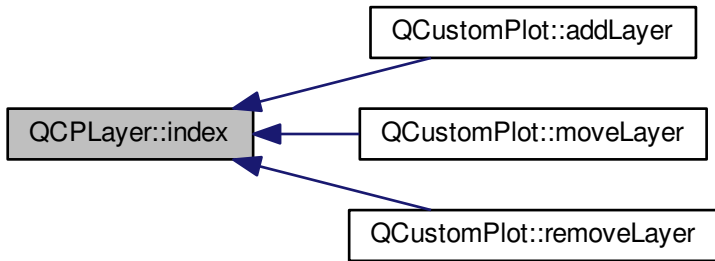 QCustomPlot::addLayer
QCPLayer::index
QCustomPlot::moveLayer
QCustomPlot::removeLayer